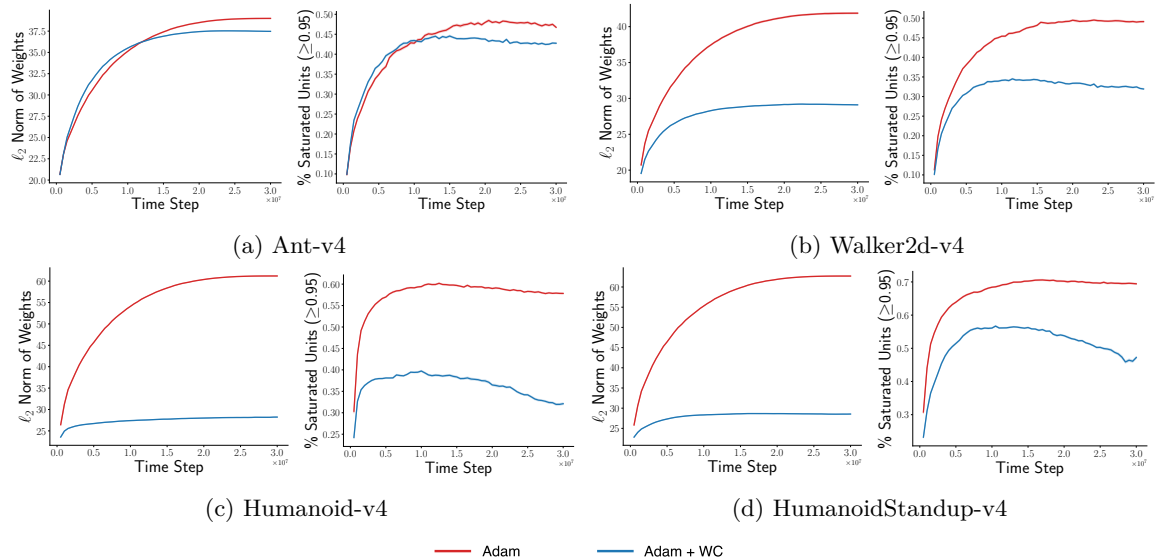 ℓ₂ Norm of Weights
37.5
35.0
32.5
30.0
27.5
25.0
22.5
20.0
0.0 0.5 1.0 1.5 2.0 2.5 3.0
×10⁷
Time Step
% Saturated Units (≥0.95)
0.50
0.45
0.40
0.35
0.30
0.25
0.20
0.15
0.10
0.0 0.5 1.0 1.5 2.0 2.5 3.0
×10⁷
Time Step
(a) Ant-v4
ℓ₂ Norm of Weights
40
35
30
25
20
0.0 0.5 1.0 1.5 2.0 2.5 3.0
×10⁷
Time Step
% Saturated Units (≥0.95)
0.50
0.45
0.40
0.35
0.30
0.25
0.20
0.15
0.10
0.0 0.5 1.0 1.5 2.0 2.5 3.0
×10⁷
Time Step
(b) Walker2d-v4
ℓ₂ Norm of Weights
60
55
50
45
40
35
30
25
0.0 0.5 1.0 1.5 2.0 2.5 3.0
×10⁷
Time Step
% Saturated Units (≥0.95)
0.60
0.55
0.50
0.45
0.40
0.35
0.30
0.25
0.0 0.5 1.0 1.5 2.0 2.5 3.0
×10⁷
Time Step
(c) Humanoid-v4
ℓ₂ Norm of Weights
60
55
50
45
40
35
30
25
0.0 0.5 1.0 1.5 2.0 2.5 3.0
×10⁷
Time Step
% Saturated Units (≥0.95)
0.7
0.6
0.5
0.4
0.3
0.0 0.5 1.0 1.5 2.0 2.5 3.0
×10⁷
Time Step
(d) HumanoidStandup-v4
Adam Adam + WC